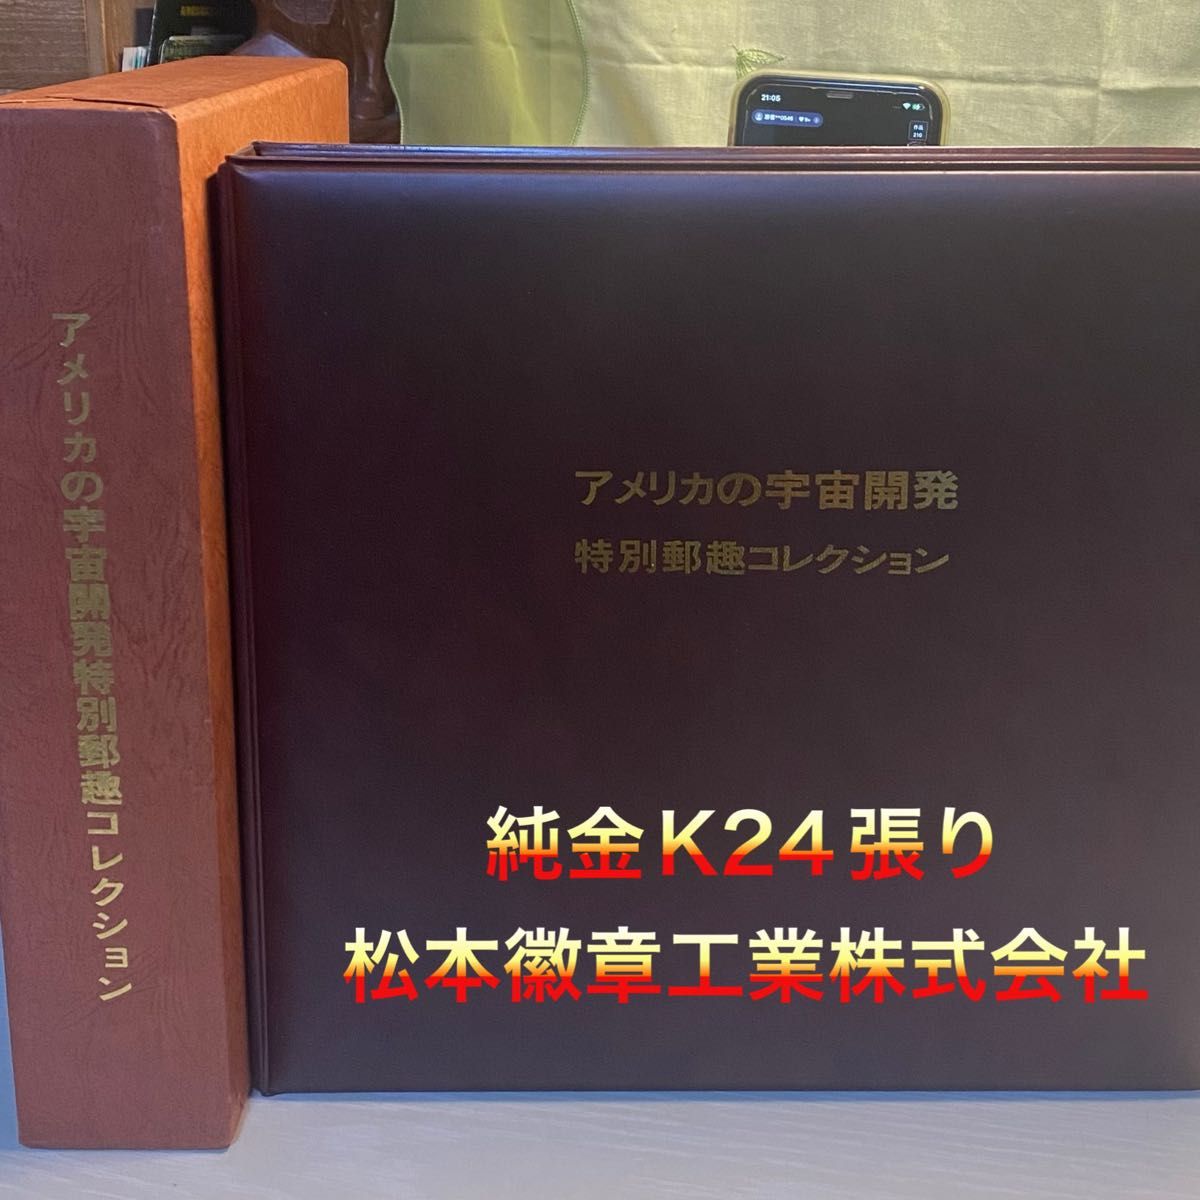 アメリカの宇宙開発特別郵趣コレクション
21:05
アメリカの宇宙開発
特別郵趣コレクション
純金K24張り
松本徽章工業株式会社